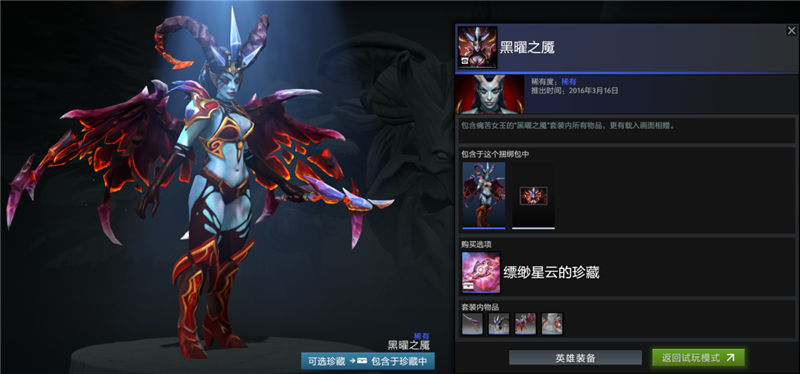 黑曜之魇
稀有度：稀有
推出时间：2016年3月16日
包含痛苦女王的“黑曜之魇”套装内所有物品，更有载入画面相赠。
包含于这个捆绑包中
购买选项
缥缈星云的珍藏
套装内物品
英雄装备
返回试玩模式
稀有
黑曜之魇
可选珍藏
包含于珍藏中